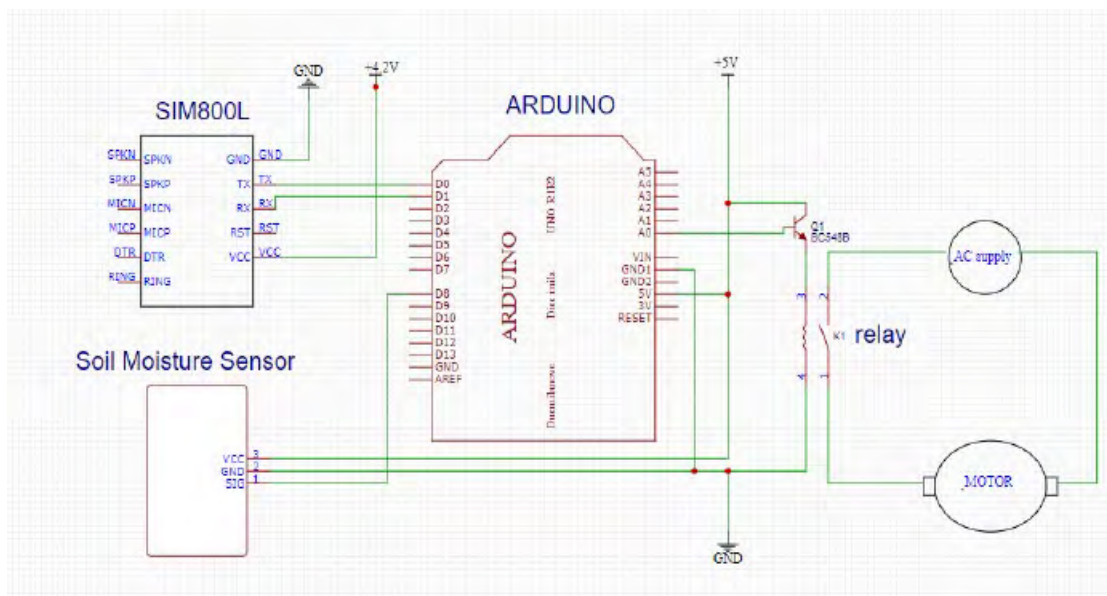 GND
+4.2V
+5V
SIM800L
ARDUINO
SPKN SPKN GND GND
SPKP SPKP TX TX
MICN MICN RX RX
MICP MICP RST RST
DTR DTR VCC VCC
RING RING
D0
D1
D2
D3
D4
D5
D6
D7
D8
D9
D10
D11
D12
D13
GND
AREF
ARDUINO
UNO
A5
A4
A3
A2
A1
A0
VIN
GND1
GND2
5V
3V
RESET
Q1
BC548B
AC supply
3 2
K1 relay
4 1
Soil Moisture Sensor
VCC 3
GND 2
SIG 1
MOTOR
GND